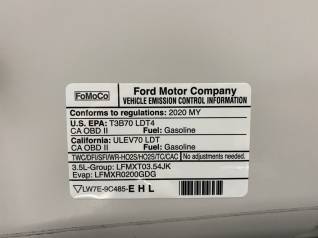 FoMoCo
Ford Motor Company
VEHICLE EMISSION CONTROL INFORMATION
Conforms to regulations: 2020 MY
U.S. EPA: T3B70 LDT4
CA OBD II Fuel: Gasoline
California: ULEV70 LDT
CA OBD II Fuel: Gasoline
TWC/DFI/SFI/WR-HO2S/HO2S/TC/CAC No adjustments needed.
3.5L-Group: LFMXT03.54JK
Evap: LFMXR0200GDG
LW7E-9C485-EHL